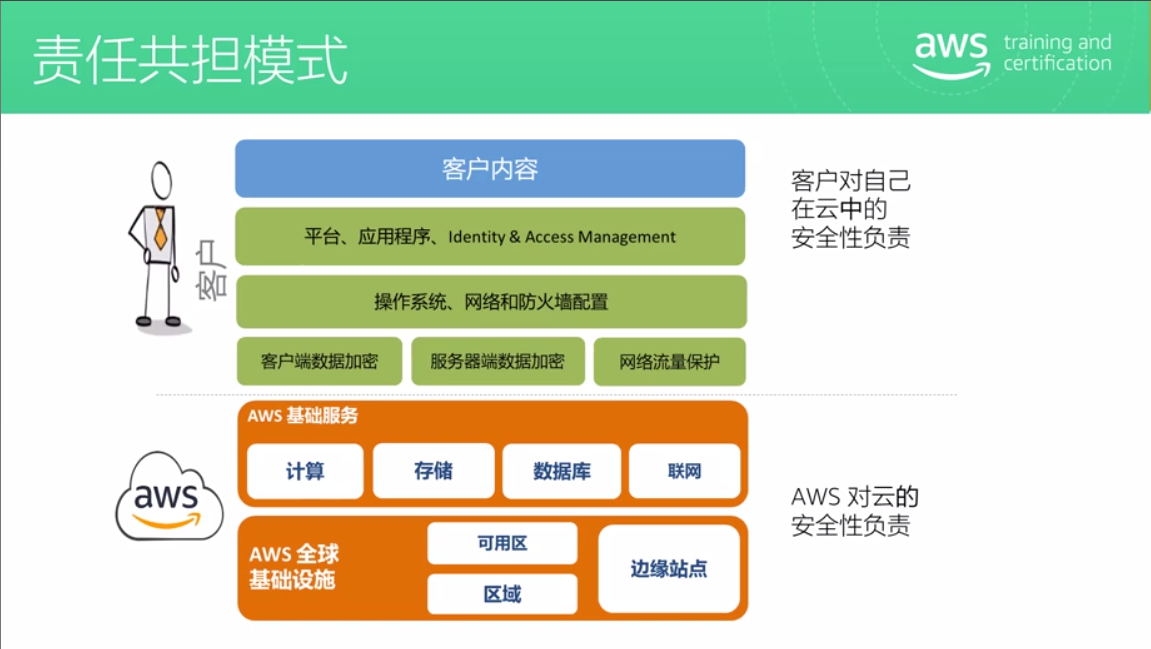 责任共担模式
aws training and
certification
客户内容
客户对自己
在云中的
安全性负责
平台、应用程序、Identity & Access Management
客户
操作系统、网络和防火墙配置
客户端数据加密
服务器端数据加密
网络流量保护
AWS 基础服务
计算
存储
数据库
联网
aws
AWS 对云的
安全性负责
AWS 全球
基础设施
可用区
区域
边缘站点